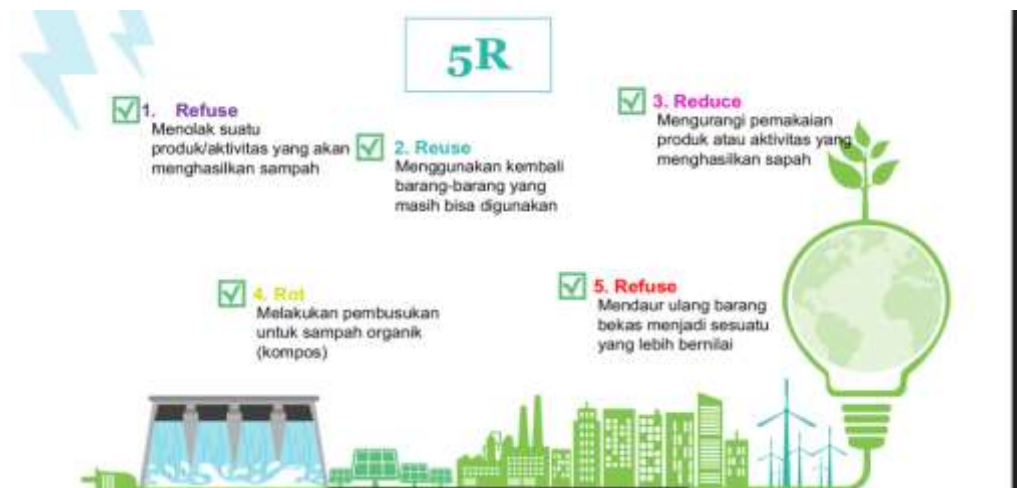 5R
1. Refuse
Menolak suatu
produk/aktivitas yang akan
menghasilkan sampah
2. Reuse
Menggunakan kembali
barang-barang yang
masih bisa digunakan
3. Reduce
Mengurangi pemakaian
produk atau aktivitas yang
menghasilkan sapah
4. Rot
Melakukan pembusukan
untuk sampah organik
(kompos)
5. Refuse
Mendaur ulang barang
bekas menjadi sesuatu
yang lebih bernilai